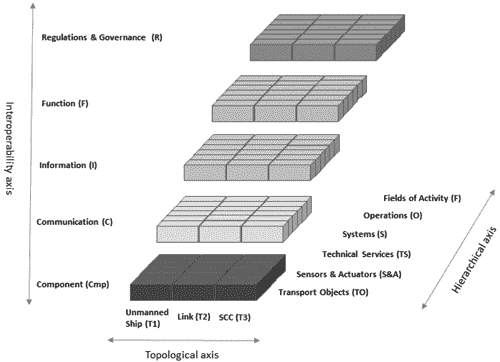 Regulations & Governance (R)
Function (F)
Information (I)
Communication (C)
Component (Cmp)
Interoperability axis
Fields of Activity (F)
Operations (O)
Systems (S)
Technical Services (TS)
Sensors & Actuators (S&A)
Transport Objects (TO)
Hierarchical axis
Unmanned
Ship (T1)
Link (T2)
SCC (T3)
Topological axis